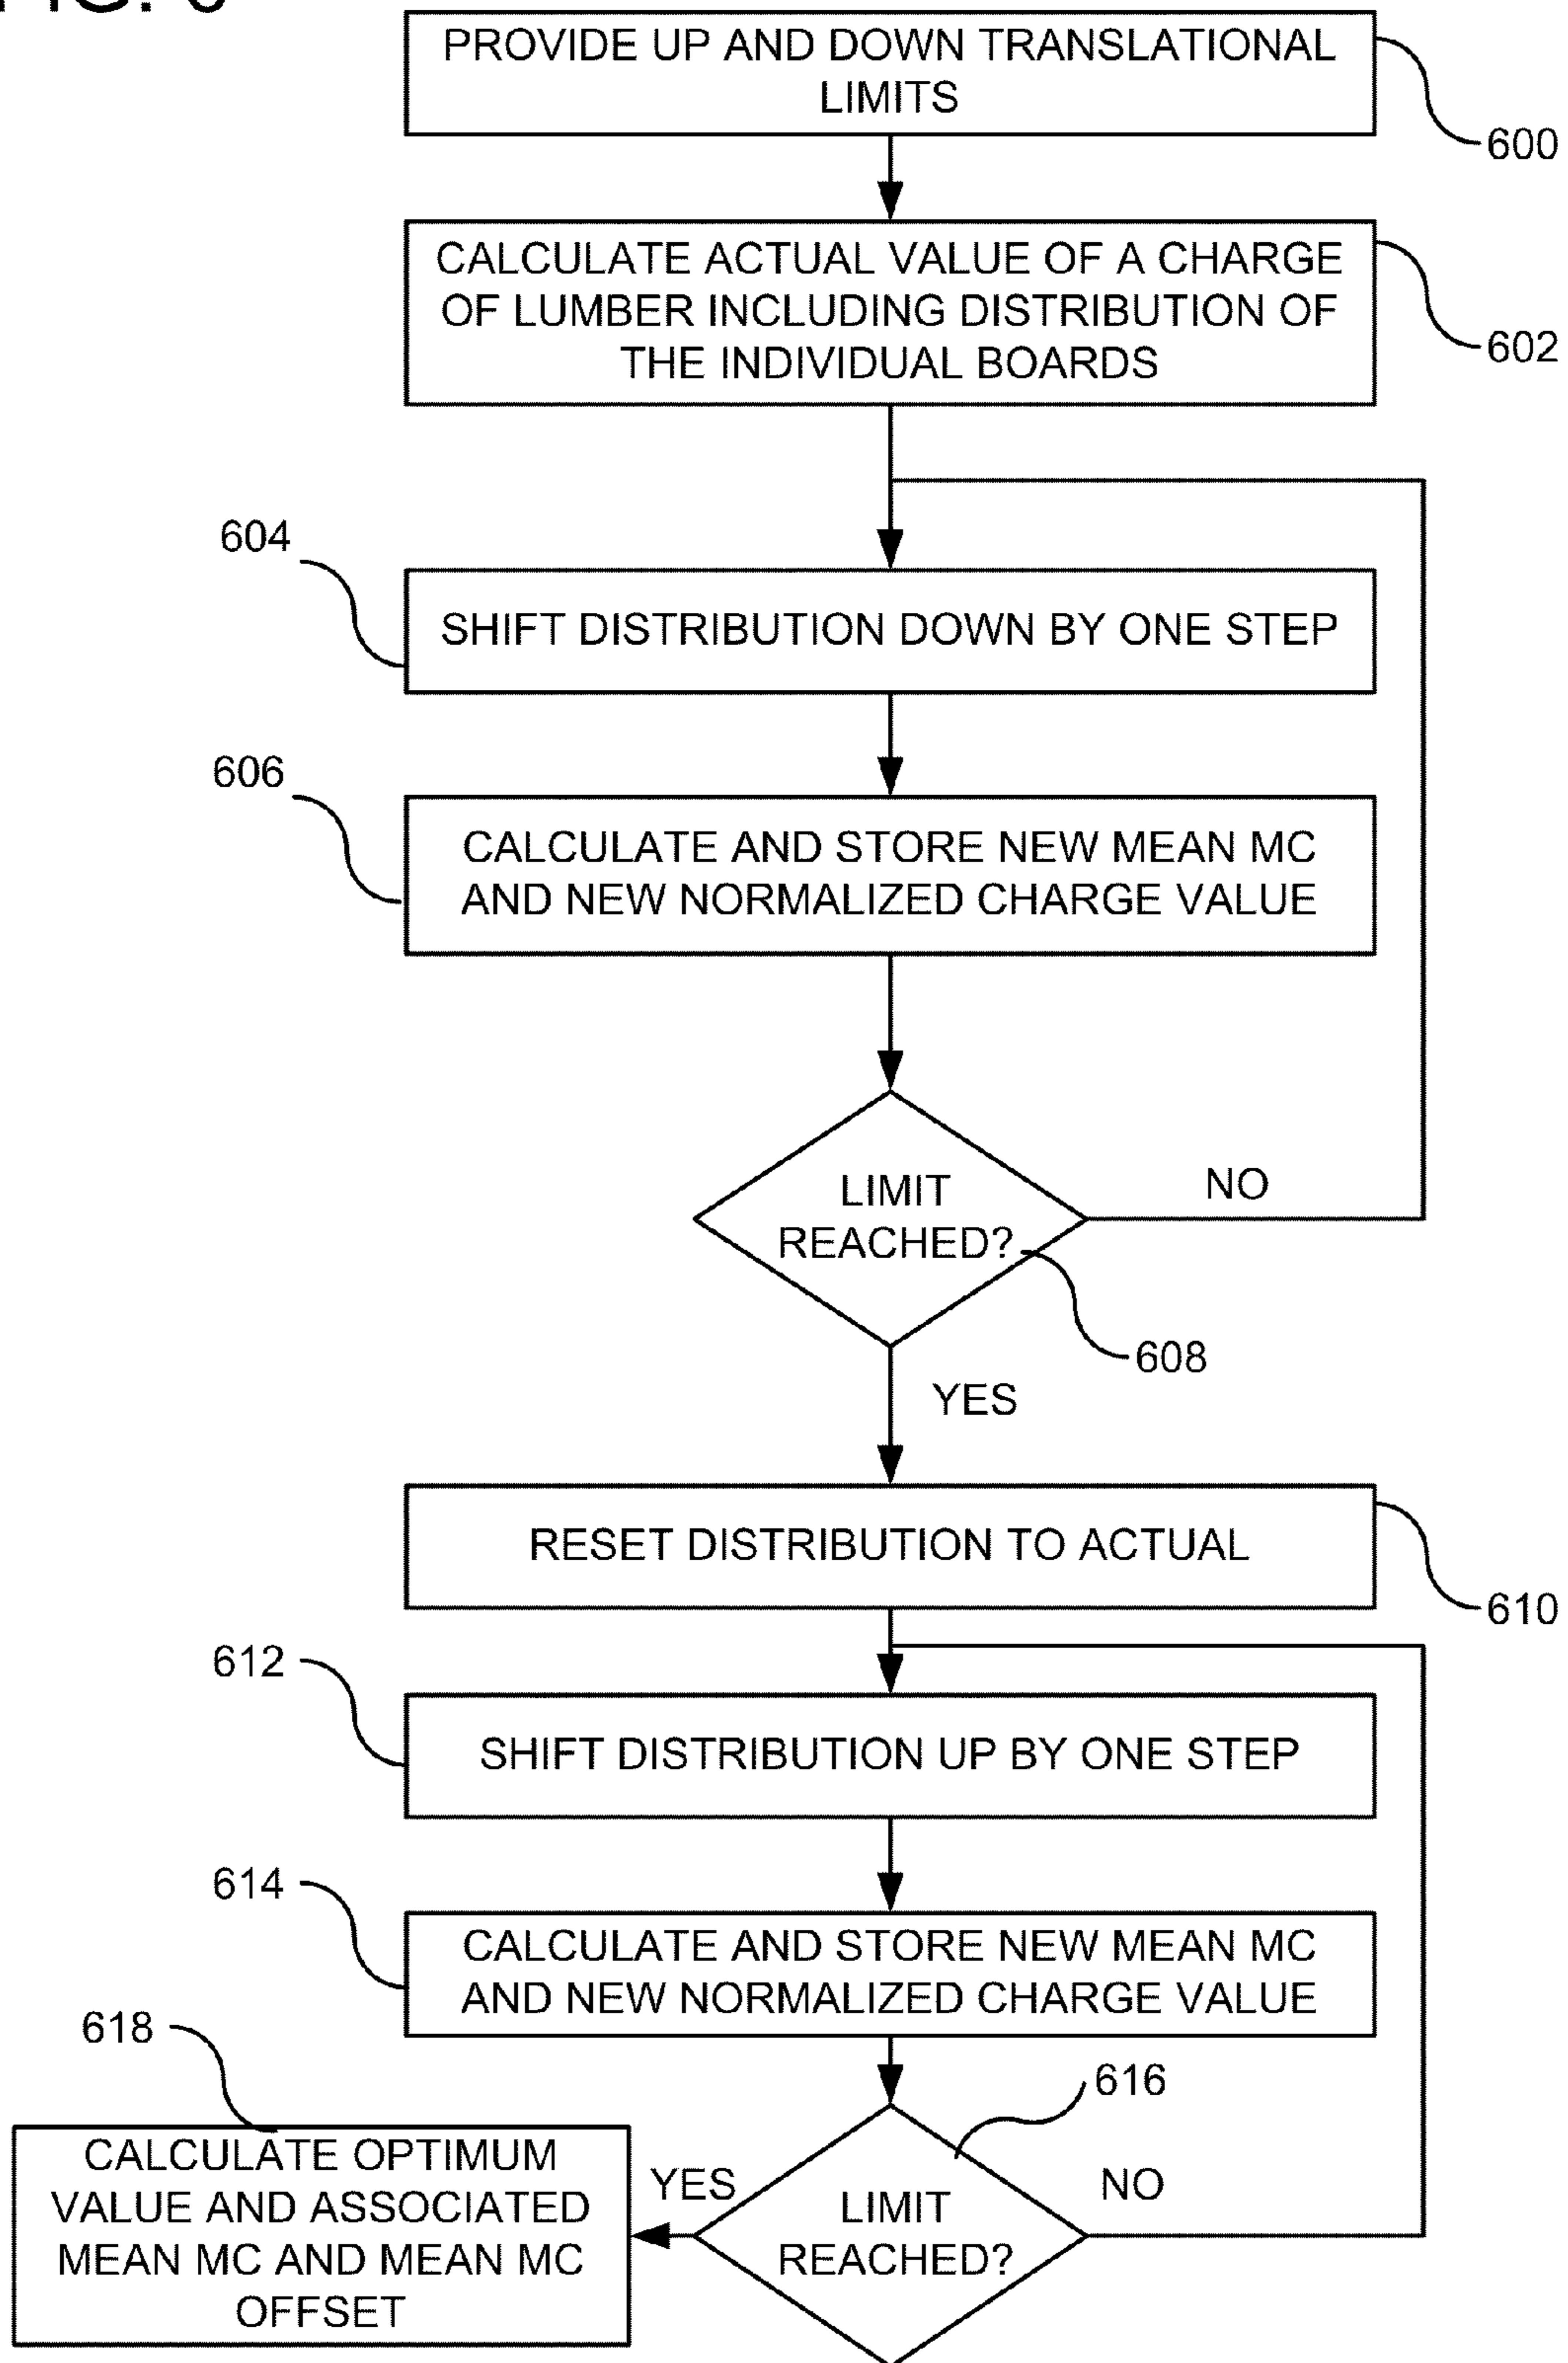 PROVIDE UP AND DOWN TRANSLATIONAL
LIMITS
600
CALCULATE ACTUAL VALUE OF A CHARGE
OF LUMBER INCLUDING DISTRIBUTION OF
THE INDIVIDUAL BOARDS
602
604
SHIFT DISTRIBUTION DOWN BY ONE STEP
606
CALCULATE AND STORE NEW MEAN MC
AND NEW NORMALIZED CHARGE VALUE
LIMIT
REACHED?
NO
608
YES
RESET DISTRIBUTION TO ACTUAL
610
612
SHIFT DISTRIBUTION UP BY ONE STEP
614
CALCULATE AND STORE NEW MEAN MC
AND NEW NORMALIZED CHARGE VALUE
618
616
CALCULATE OPTIMUM
VALUE AND ASSOCIATED
MEAN MC AND MEAN MC
OFFSET
YES
LIMIT
REACHED?
NO